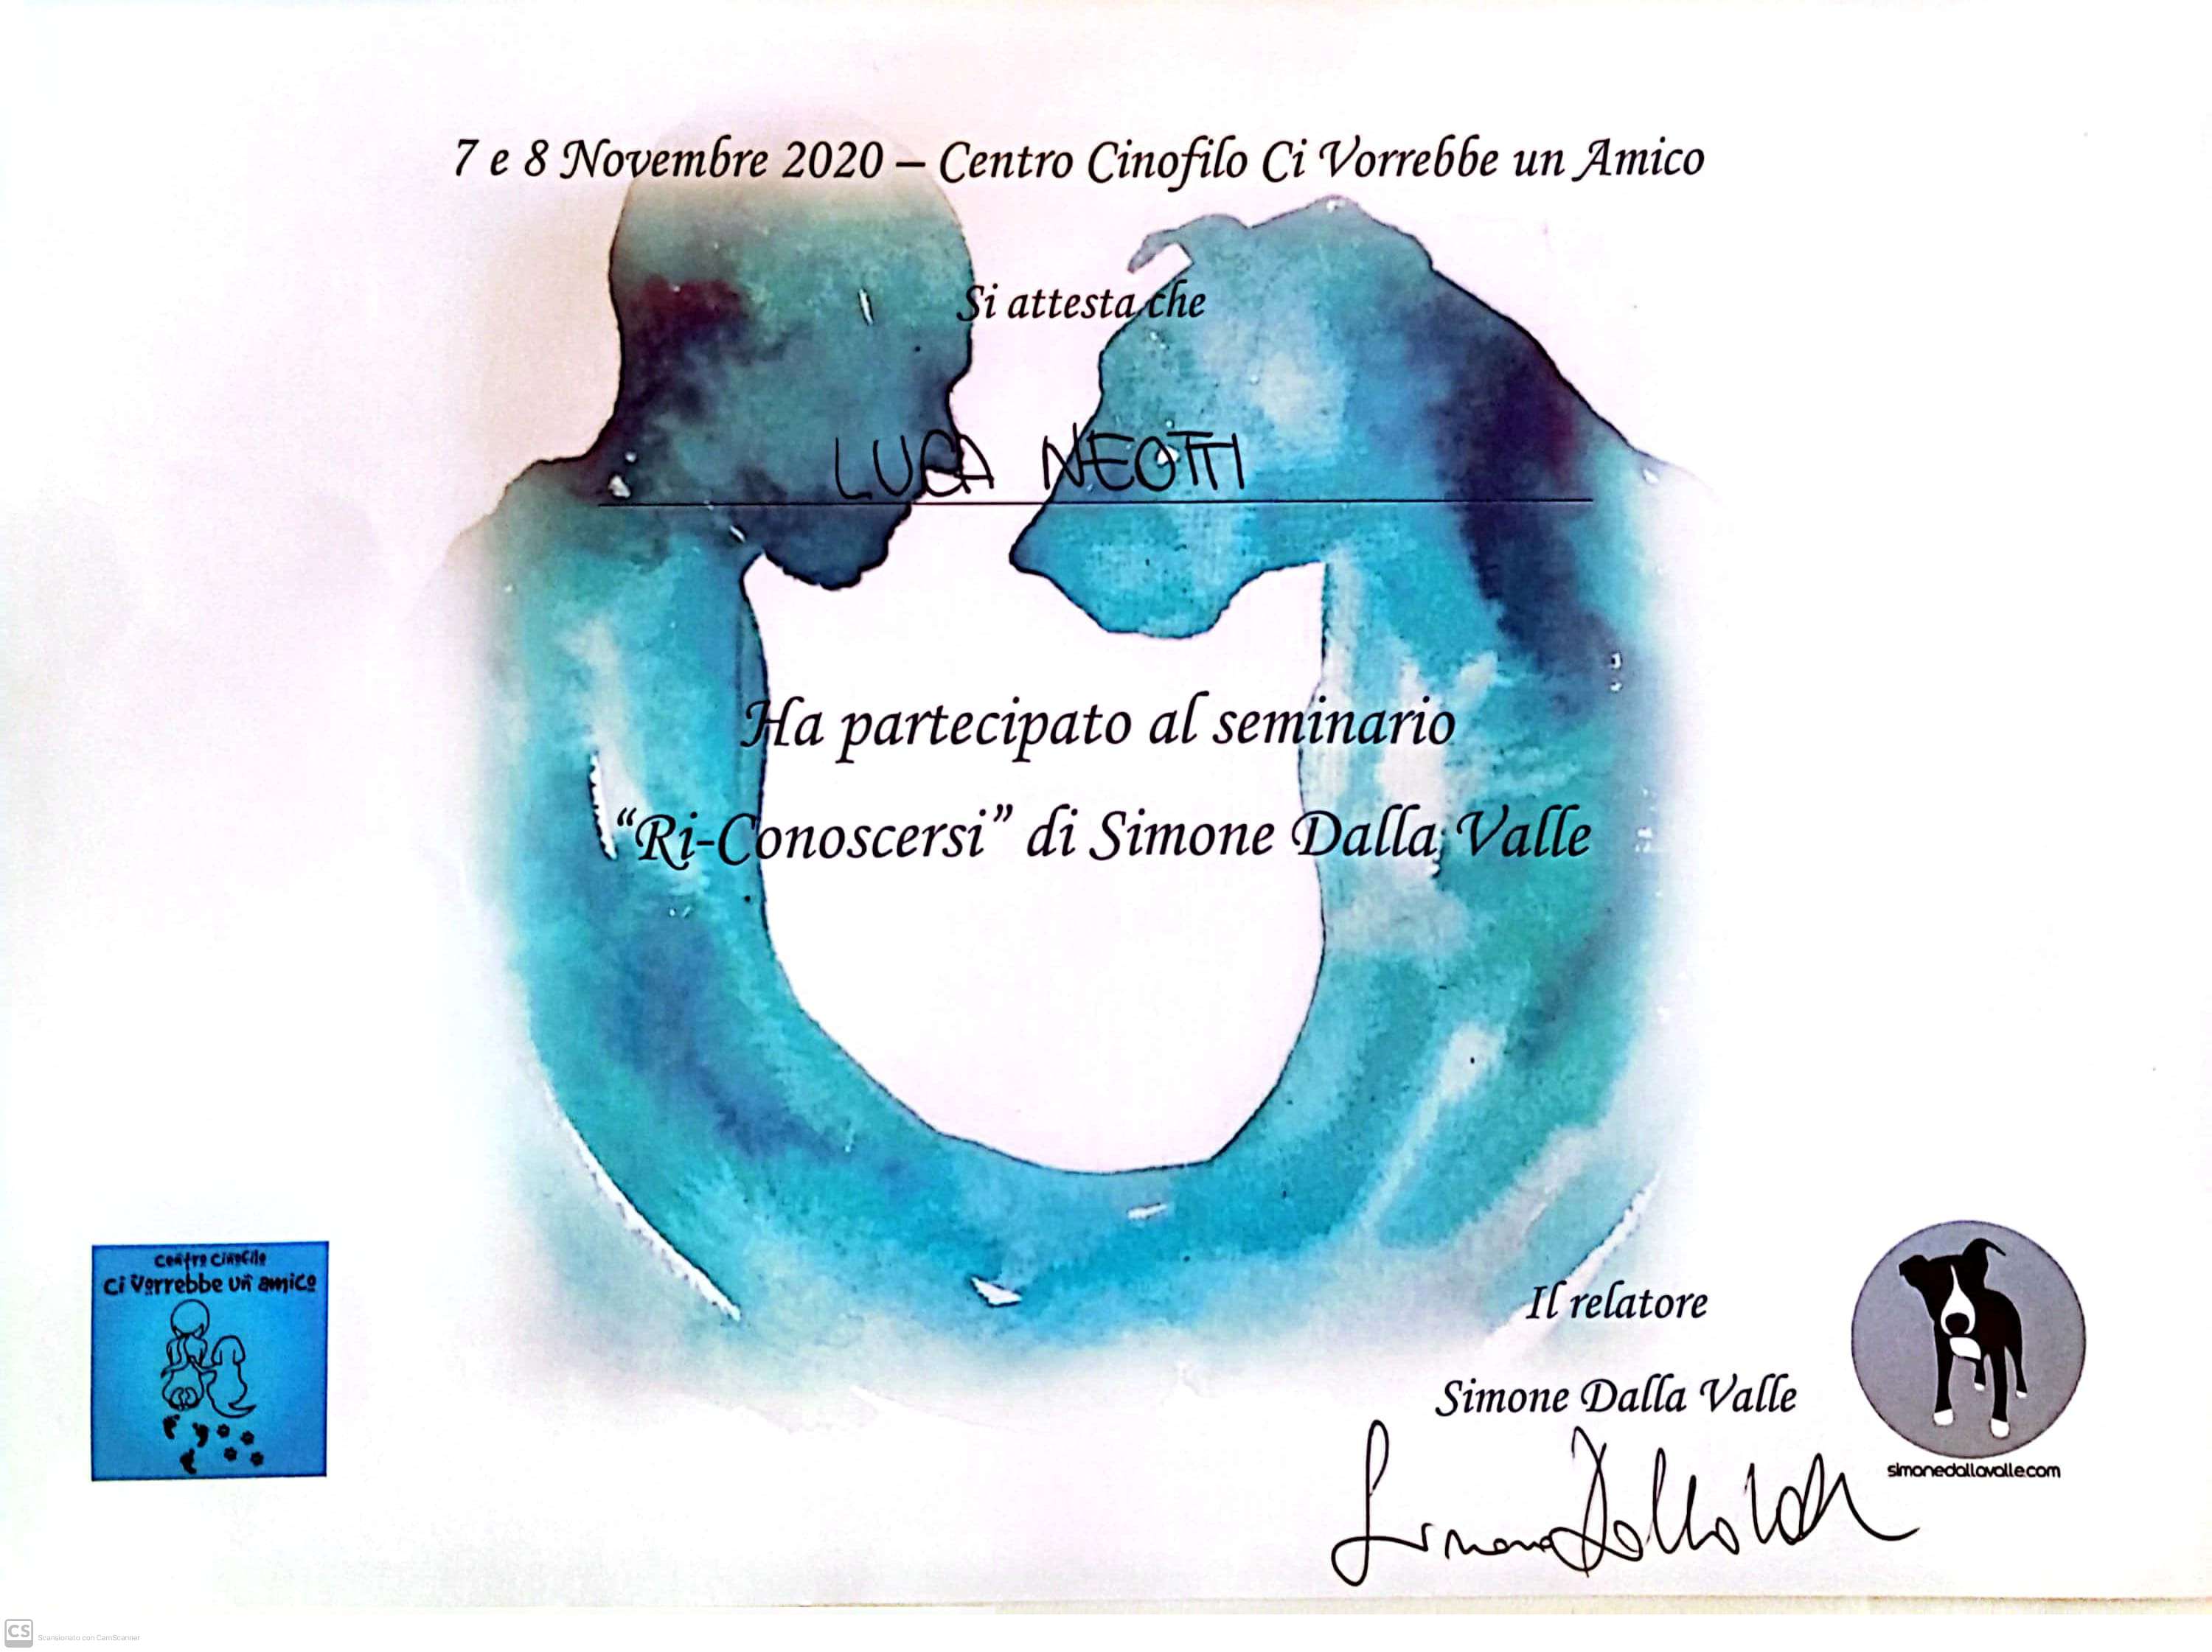 7 e 8 Novembre 2020 – Centro Cinofilo Ci Vorrebbe un Amico
Si attesta che
LUCA NEOTTI
Ha partecipato al seminario
“Ri-Conoscersi” di Simone Dalla Valle
centro cinofilo
ci vorrebbe un amico
Il relatore
Simone Dalla Valle
simonedallavalle.com
Simone Dalla Valle
CS
Scansionato con CamScanner